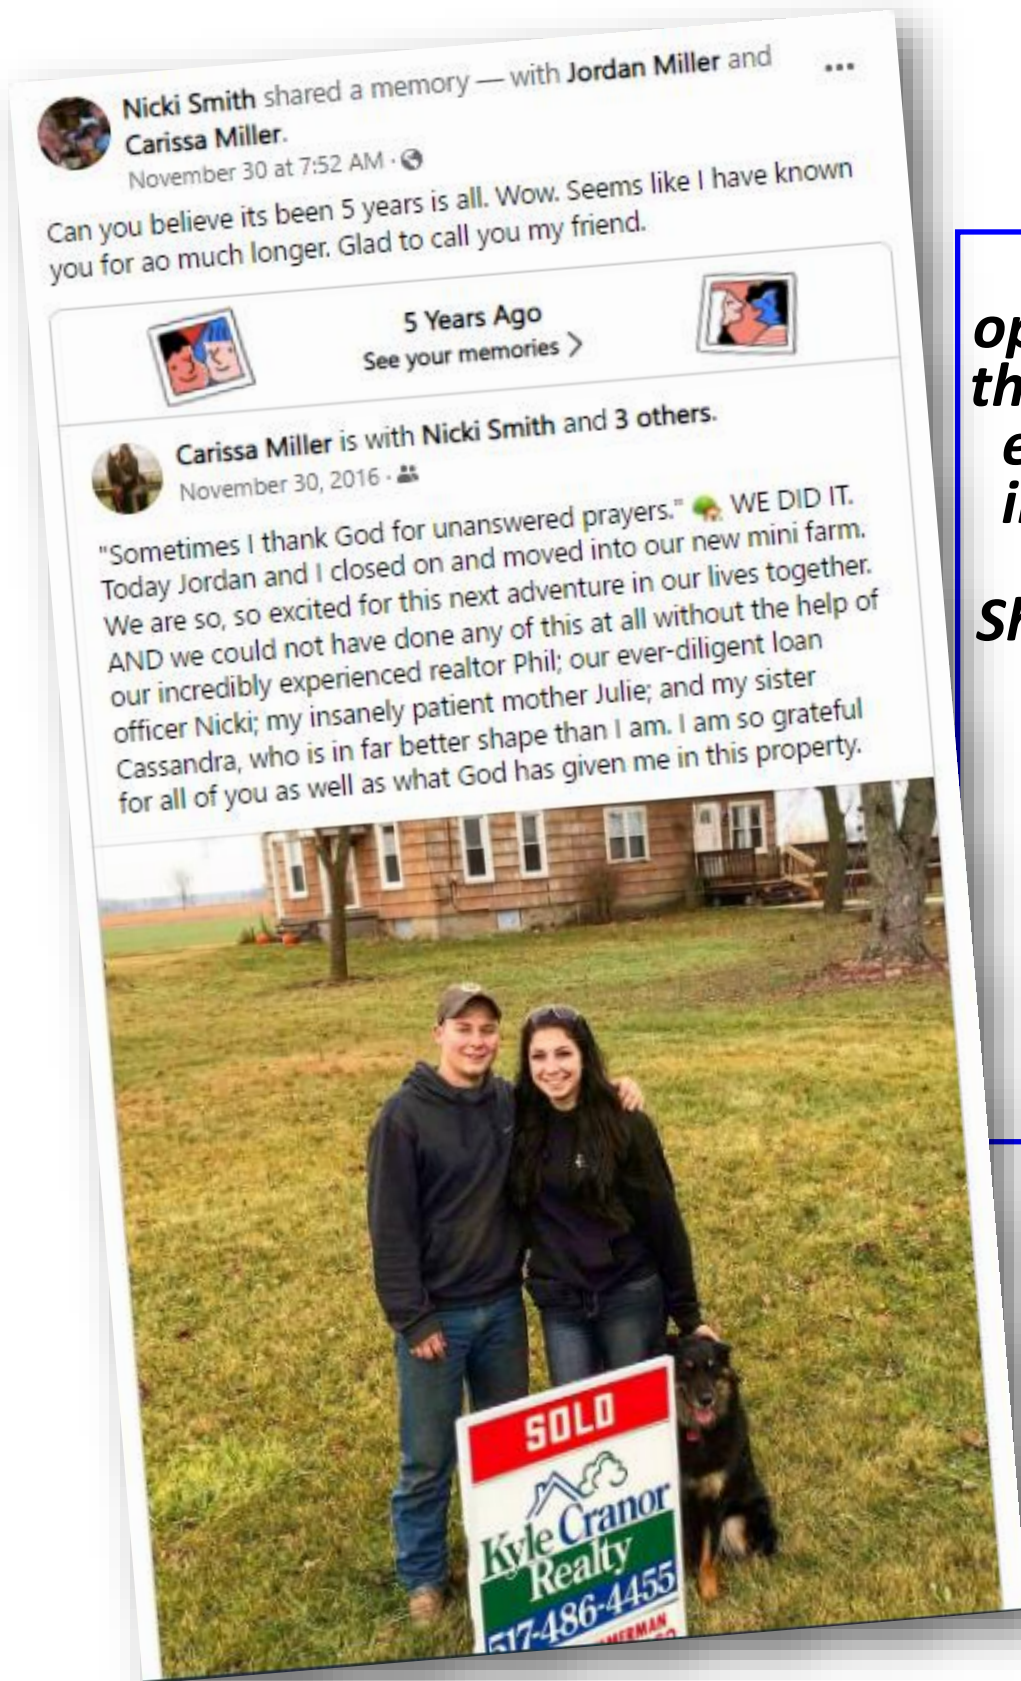 Nicki Smith shared a memory — with Jordan Miller and
Carissa Miller.
November 30 at 7:52 AM ·
Can you believe its been 5 years is all. Wow. Seems like I have known
you for ao much longer. Glad to call you my friend.
5 Years Ago
See your memories >
Carissa Miller is with Nicki Smith and 3 others.
November 30, 2016 ·
"Sometimes I thank God for unanswered prayers." WE DID IT.
Today Jordan and I closed on and moved into our new mini farm.
We are so, so excited for this next adventure in our lives together.
AND we could not have done any of this at all without the help of
our incredibly experienced realtor Phil; our ever-diligent loan
officer Nicki; my insanely patient mother Julie; and my sister
Cassandra, who is in far better shape than I am. I am so grateful
for all of you as well as what God has given me in this property.
SOLD
Kyle Cranor
Realty
517-486-4455